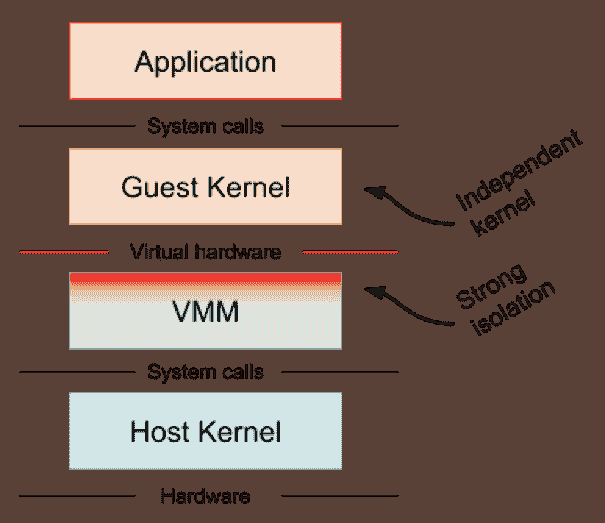 Application
System calls
Guest Kernel
Independent
kernel
Virtual hardware
Strong
isolation
VMM
System calls
Host Kernel
Hardware